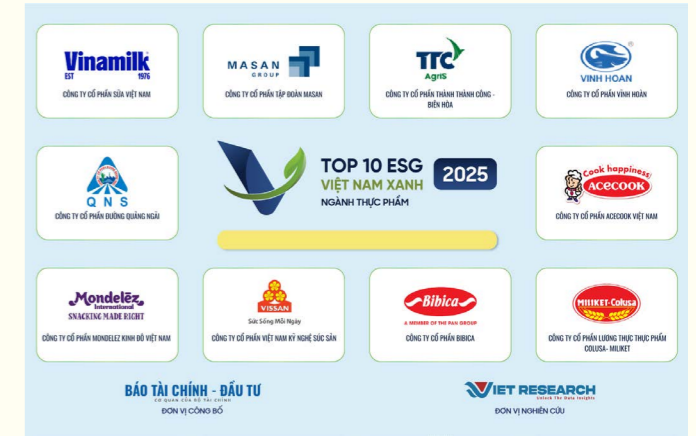 Vinamilk
EST 1976
CÔNG TY CỔ PHẦN SỮA VIỆT NAM
MASAN
GROUP
CÔNG TY CỔ PHẦN TẬP ĐOÀN MASAN
TTC
AgriS
CÔNG TY CỔ PHẦN THÀNH THÀNH CÔNG -
BIÊN HÒA
VINH HOAN
CÔNG TY CỔ PHẦN VĨNH HOÀN
QNS
CÔNG TY CỔ PHẦN ĐƯỜNG QUẢNG NGÃI
TOP 10 ESG
VIỆT NAM XANH
NGÀNH THỰC PHẨM
2025
Cook happiness
ACECOOK
CÔNG TY CỔ PHẦN ACECOOK VIỆT NAM
Mondelēz
International
SNACKING MADE RIGHT
CÔNG TY CỔ PHẦN MONDELEZ KINH ĐÔ VIỆT NAM
VISSAN
Sức Sống Mỗi Ngày
CÔNG TY CỔ PHẦN VIỆT NAM KỸ NGHỆ SÚC SẢN
Bibica
A MEMBER OF THE PAN GROUP
CÔNG TY CỔ PHẦN BIBICA
MILIKET-Colusa
CÔNG TY CỔ PHẦN LƯƠNG THỰC THỰC PHẨM
COLUSA- MILIKET
BÁO TÀI CHÍNH - ĐẦU TƯ
CƠ QUAN CỦA BỘ TÀI CHÍNH
ĐƠN VỊ CÔNG BỐ
VIET RESEARCH
Unlock The Data Insights
ĐƠN VỊ NGHIÊN CỨU